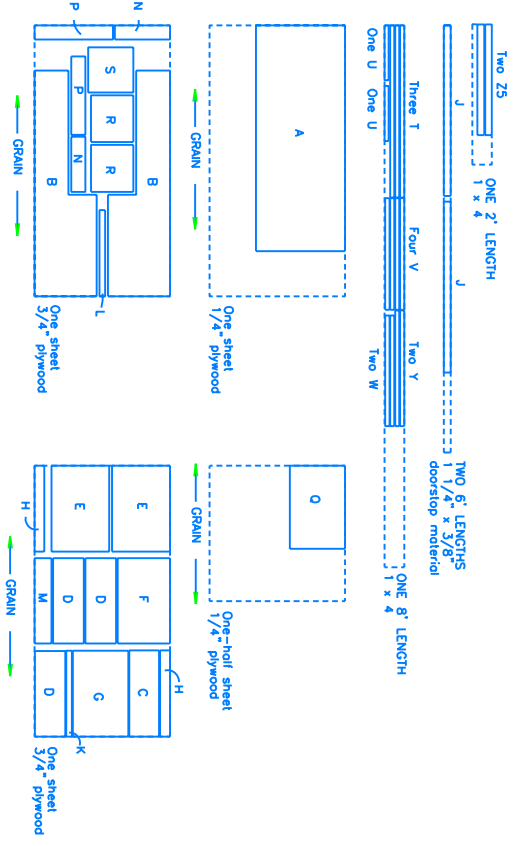 Two Z5
ONE 2' LENGTH
1 x 4
J
J
TWO 6' LENGTHS
1 1/4" x 3/8"
doorstop material
Three T
Four V
Two Y
One U
One U
Two W
ONE 8' LENGTH
1 x 4
A
GRAIN
One sheet
1/4" plywood
Q
GRAIN
One-half sheet
1/4" plywood
N
P
B
S
R
R
P
N
B
L
GRAIN
One sheet
3/4" plywood
E
E
H
F
D
D
M
H
C
G
K
D
GRAIN
One sheet
3/4" plywood